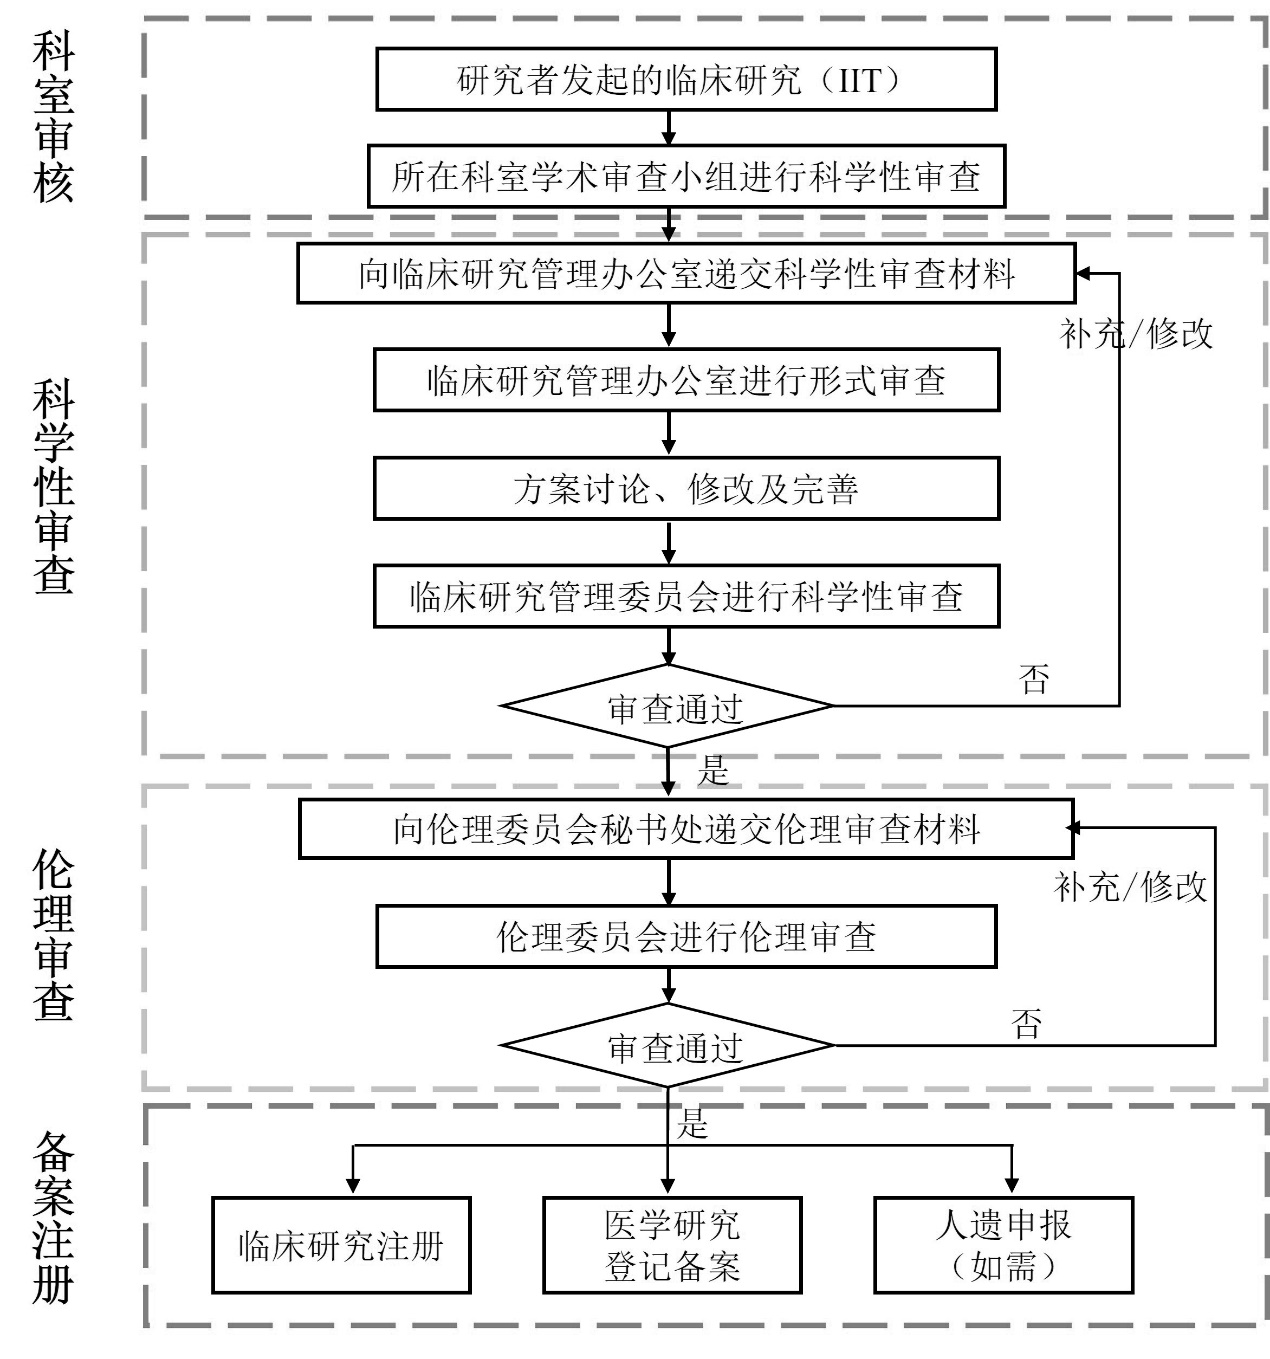 科室审核
研究者发起的临床研究（IIT）
所在科室学术审查小组进行科学性审查
科学性审查
向临床研究管理办公室递交科学性审查材料
补充/修改
临床研究管理办公室进行形式审查
方案讨论、修改及完善
临床研究管理委员会进行科学性审查
否
审查通过
是
伦理审查
向伦理委员会秘书处递交伦理审查材料
补充/修改
伦理委员会进行伦理审查
否
审查通过
是
备案注册
临床研究注册
医学研究
登记备案
人遗申报
（如需）